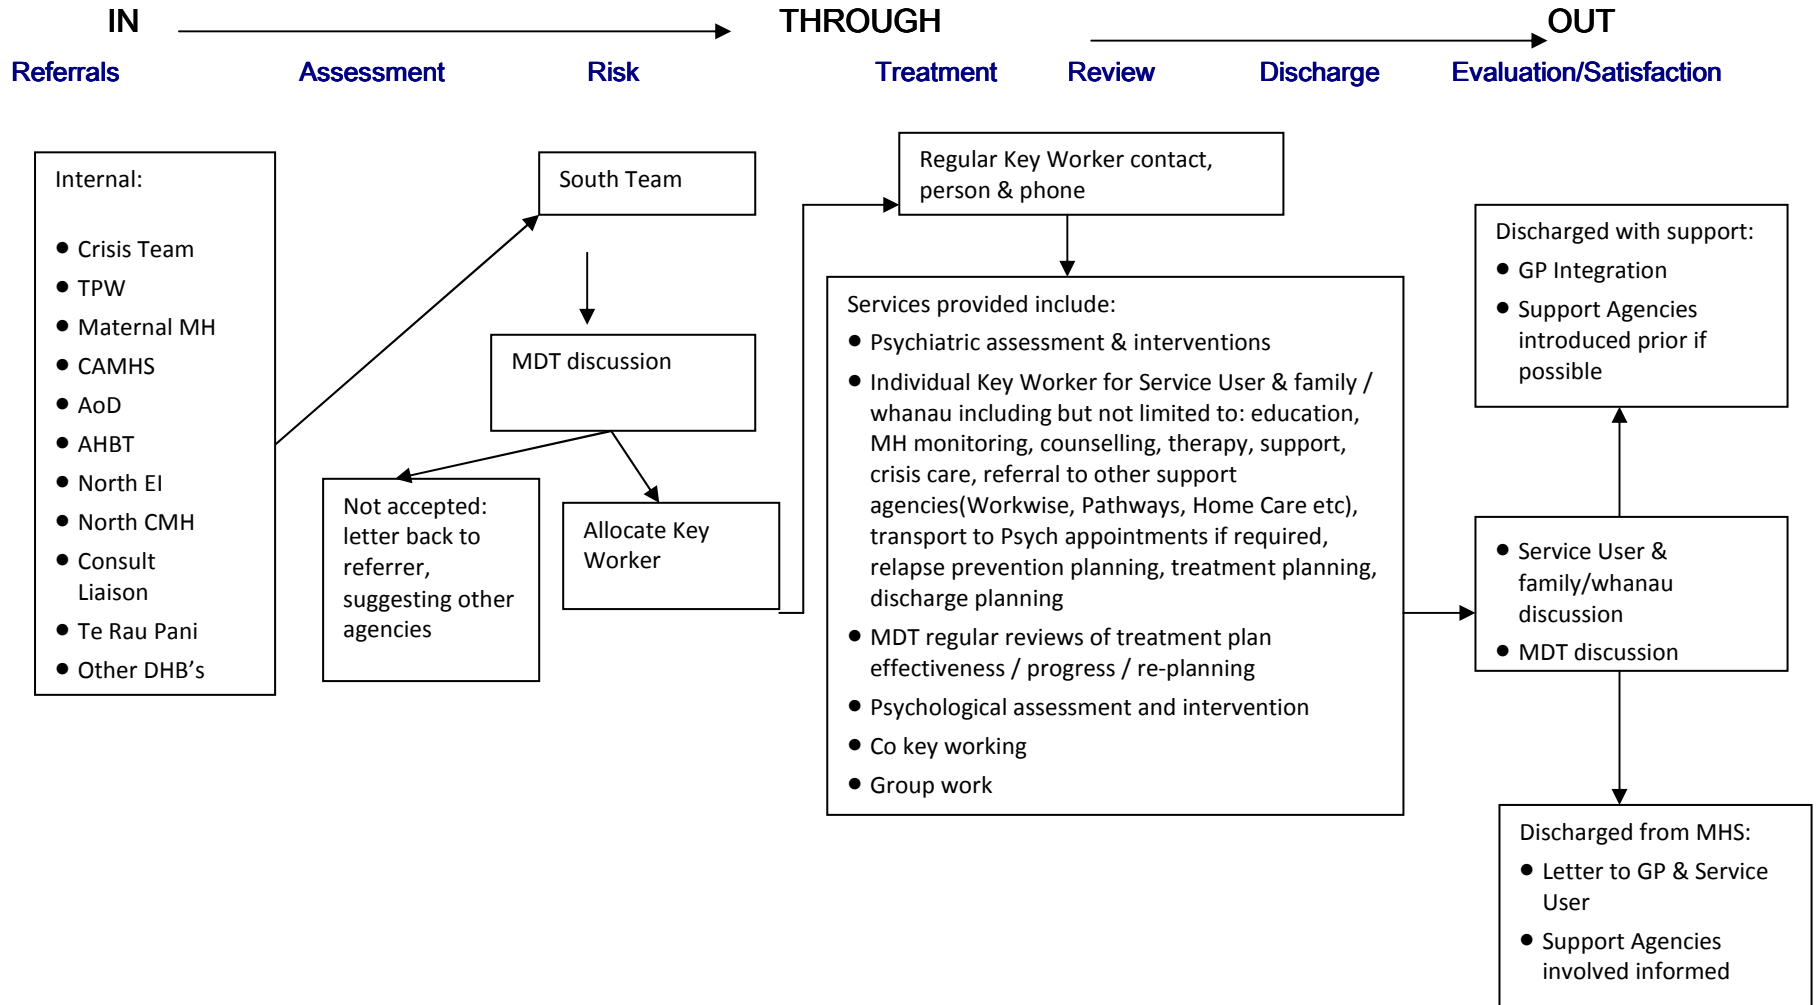 IN
THROUGH
OUT
Referrals
Assessment
Risk
Treatment
Review
Discharge
Evaluation/Satisfaction
Internal:
● Crisis Team
● TPW
● Maternal MH
● CAMHS
● AoD
● AHBT
● North EI
● North CMH
● Consult
Liaison
● Te Rau Pani
● Other DHB's
South Team
MDT discussion
Not accepted:
letter back to
referrer,
suggesting other
agencies
Allocate Key
Worker
Regular Key Worker contact,
person & phone
Services provided include:
● Psychiatric assessment & interventions
● Individual Key Worker for Service User & family /
whanau including but not limited to: education,
MH monitoring, counselling, therapy, support,
crisis care, referral to other support
agencies(Workwise, Pathways, Home Care etc),
transport to Psych appointments if required,
relapse prevention planning, treatment planning,
discharge planning
● MDT regular reviews of treatment plan
effectiveness / progress / re-planning
● Psychological assessment and intervention
● Co key working
● Group work
Discharged with support:
● GP Integration
● Support Agencies
introduced prior if
possible
● Service User &
family/whanau
discussion
● MDT discussion
Discharged from MHS:
● Letter to GP & Service
User
● Support Agencies
involved informed